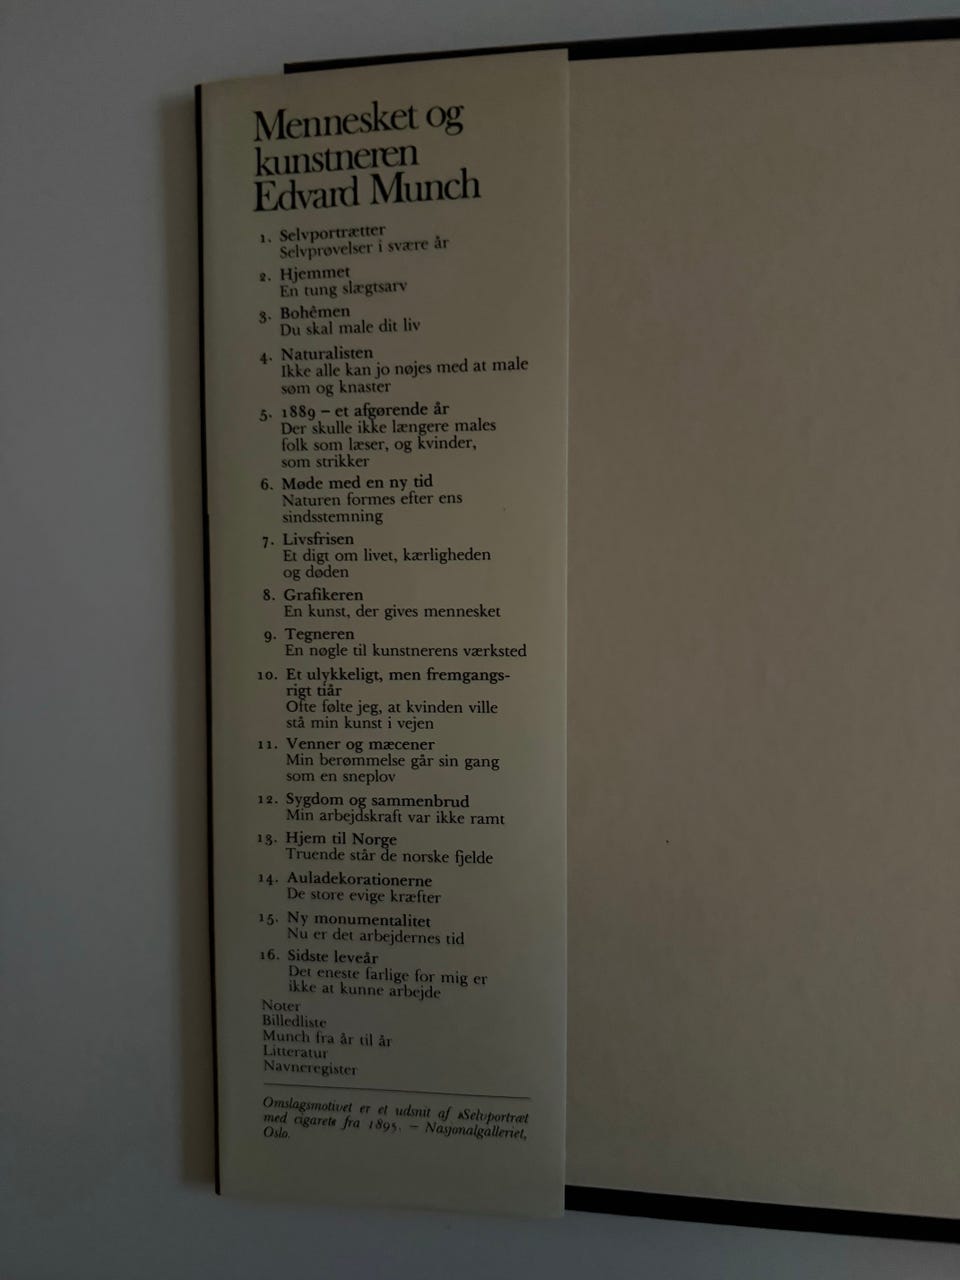 Mennesket og
kunstneren
Edvard Munch
1. Selvportrætter
Selvprøvelser i svære år
2. Hjemmet
En tung slægtsarv
3. Bohêmen
Du skal male dit liv
4. Naturalisten
Ikke alle kan jo nøjes med at male
søm og knaster
5. 1889 – et afgørende år
Der skulle ikke længere males
folk som læser, og kvinder,
som strikker
6. Møde med en ny tid
Naturen formes efter ens
sindsstemning
7. Livsfrisen
Et digt om livet, kærligheden
og døden
8. Grafikeren
En kunst, der gives mennesket
9. Tegneren
En nøgle til kunstnerens værksted
10. Et ulykkeligt, men fremgangs-
rigt tiår
Ofte følte jeg, at kvinden ville
stå min kunst i vejen
11. Venner og mæcener
Min berømmelse går sin gang
som en sneplov
12. Sygdom og sammenbrud
Min arbejdskraft var ikke ramt
13. Hjem til Norge
Truende står de norske fjelde
14. Auladekorationerne
De store evige kræfter
15. Ny monumentalitet
Nu er det arbejdernes tid
16. Sidste leveår
Det eneste farlige for mig er
ikke at kunne arbejde
Noter
Billedliste
Munch fra år til år
Litteratur
Navneregister
Omslagsmotivet er et udsnit af »Selvportræt
med cigaret« fra 1895. – Nasjonalgalleriet,
Oslo.